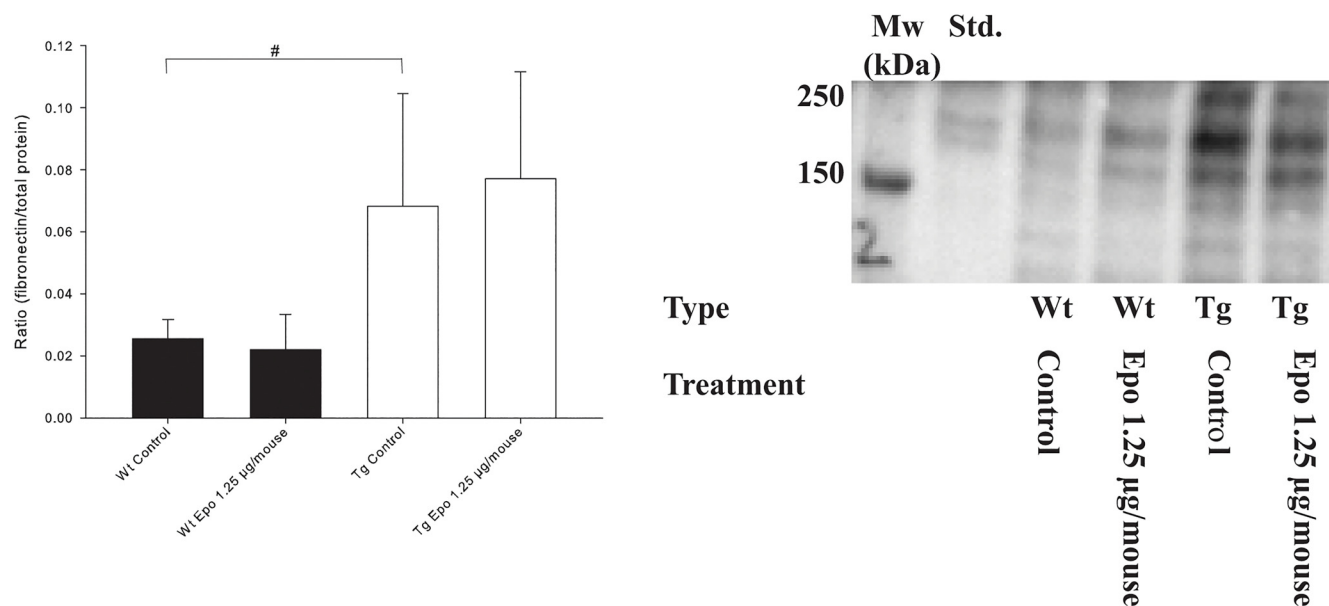 #
0.12
0.10
0.08
0.06
0.04
0.02
0.00
Ratio (fibronectin/total protein)
Wt Control
Wt Epo 1.25 µg/mouse
Tg Control
Tg Epo 1.25 µg/mouse
Mw Std.
(kDa)
250
150
2
Type Wt Wt Tg Tg
Treatment Control Epo 1.25 µg/mouse Control Epo 1.25 µg/mouse